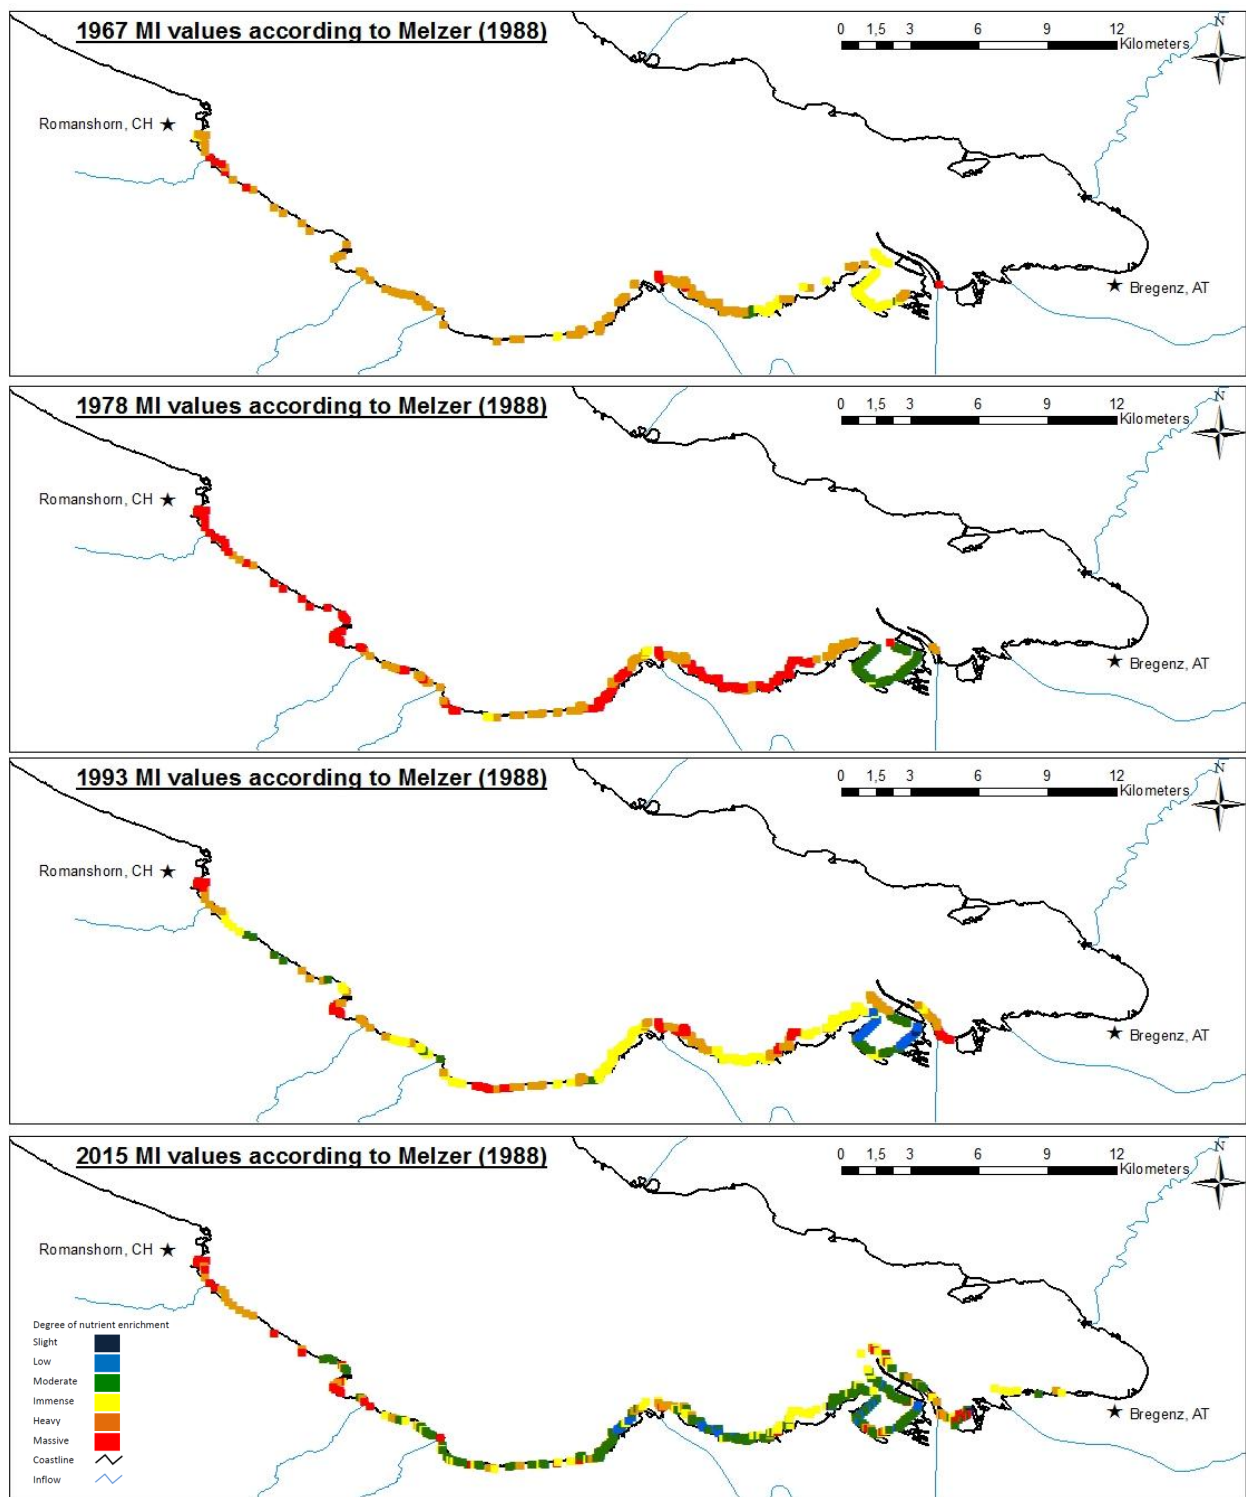 1967 MI values according to Melzer (1988)
0 1,5 3 6 9 12
Kilometers
N
Romanshorn, CH
Bregenz, AT
1978 MI values according to Melzer (1988)
0 1,5 3 6 9 12
Kilometers
N
Romanshorn, CH
Bregenz, AT
1993 MI values according to Melzer (1988)
0 1,5 3 6 9 12
Kilometers
N
Romanshorn, CH
Bregenz, AT
2015 MI values according to Melzer (1988)
0 1,5 3 6 9 12
Kilometers
N
Romanshorn, CH
Bregenz, AT
Degree of nutrient enrichment
Slight
Low
Moderate
Immense
Heavy
Massive
Coastline
Inflow